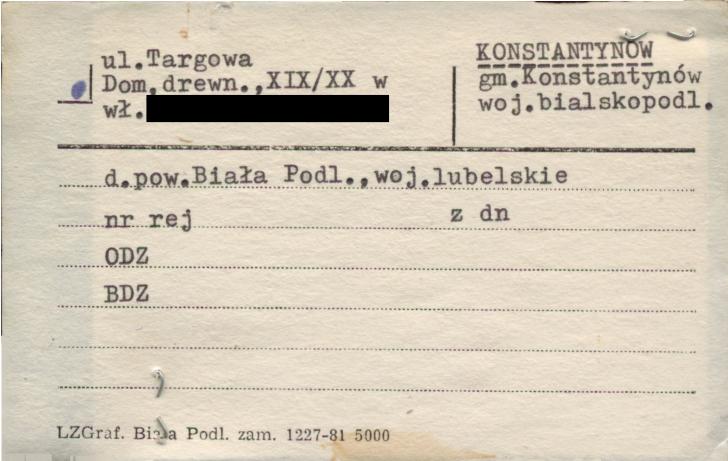 ul.Targowa
Dom.drewn.,XIX/XX w
wł.
KONSTANTYNÓW
gm.Konstantynów
woj.bialskopodl.
d.pow.Biała Podl.,woj.lubelskie
nr rej z dn
ODZ
BDZ
LZGraf. Biała Podl. zam. 1227-81 5000